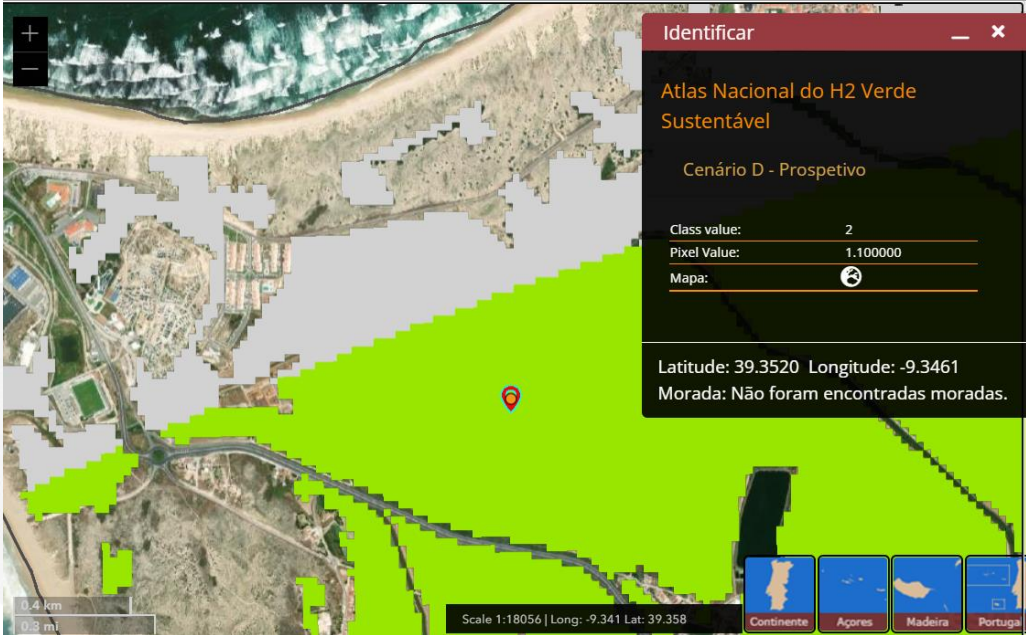 +
−
Identificar
Atlas Nacional do H2 Verde
Sustentável
Cenário D - Prospetivo
Class value: 2
Pixel Value: 1.100000
Mapa:
Latitude: 39.3520 Longitude: -9.3461
Morada: Não foram encontradas moradas.
0.4 km
0.3 mi
Scale 1:18056 | Long: -9.341 Lat: 39.358
Continente
Açores
Madeira
Portuga